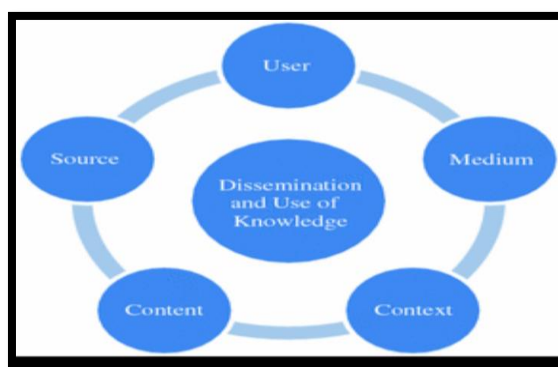 User
Source
Medium
Dissemination
and Use of
Knowledge
Content
Context